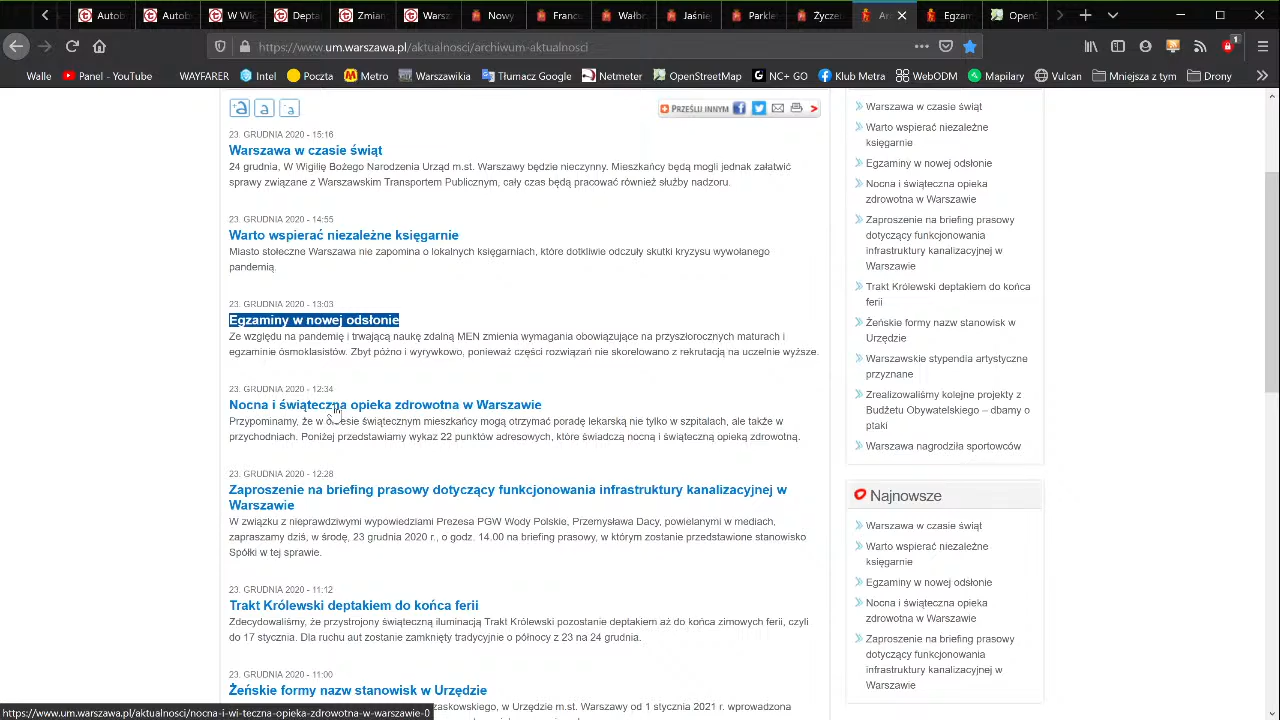 Autob
Autob
W Wig
Depta
Zmian
Warsz
Nowy
Franc
Wałbr
Jaśniej
Parkle
Życzer
Ar
Egzam
OpenS
https://www.um.warszawa.pl/aktualnosci/archiwum-aktualnosci
1
Walle
Panel - YouTube
WAYFARER
Intel
Poczta
Metro
Warszawikia
Tłumacz Google
Netmeter
OpenStreetMap
NC+ GO
Klub Metra
WebODM
Mapilary
Vulcan
Mniejsza z tym
Drony
+a a -a
PRZEŚLIJ INNYM
23. GRUDNIA 2020 - 15:16
Warszawa w czasie świąt
24 grudnia, W Wigilię Bożego Narodzenia Urząd m.st. Warszawy będzie nieczynny. Mieszkańcy będą mogli jednak załatwić
sprawy związane z Warszawskim Transportem Publicznym, cały czas będą pracować również służby nadzoru.
23. GRUDNIA 2020 - 14:55
Warto wspierać niezależne księgarnie
Miasto stołeczne Warszawa nie zapomina o lokalnych księgarniach, które dotkliwie odczuły skutki kryzysu wywołanego
pandemią.
23. GRUDNIA 2020 - 13:03
Egzaminy w nowej odsłonie
Ze względu na pandemię i trwającą naukę zdalną MEN zmienia wymagania obowiązujące na przyszłorocznych maturach i
egzaminie ósmoklasistów. Zbyt późno i wyrywkowo, ponieważ części rozwiązań nie skorelowano z rekrutacją na uczelnie wyższe.
23. GRUDNIA 2020 - 12:34
Nocna i świąteczna opieka zdrowotna w Warszawie
Przypominamy, że w okresie świątecznym mieszkańcy mogą otrzymać poradę lekarską nie tylko w szpitalach, ale także w
przychodniach. Poniżej przedstawiamy wykaz 22 punktów adresowych, które świadczą nocną i świąteczną opiekę zdrowotną.
23. GRUDNIA 2020 - 12:28
Zaproszenie na briefing prasowy dotyczący funkcjonowania infrastruktury kanalizacyjnej w
Warszawie
W związku z nieprawdziwymi wypowiedziami Prezesa PGW Wody Polskie, Przemysława Dacy, powielanymi w mediach,
zapraszamy dziś, w środę, 23 grudnia 2020 r., o godz. 14.00 na briefing prasowy, w którym zostanie przedstawione stanowisko
Spółki w tej sprawie.
23. GRUDNIA 2020 - 11:12
Trakt Królewski deptakiem do końca ferii
Zdecydowaliśmy, że przystrojony świąteczną iluminacją Trakt Królewski pozostanie deptakiem aż do końca zimowych ferii, czyli
do 17 stycznia. Dla ruchu aut zostanie zamknięty tradycyjnie o północy z 23 na 24 grudnia.
23. GRUDNIA 2020 - 11:00
Żeńskie formy nazw stanowisk w Urzędzie
zaskowskiego, w Urzędzie m.st. Warszawy od 1 stycznia 2021 r. wprowadzona
https://www.um.warszawa.pl/aktualnosci/nocna-i-wi-teczna-opieka-zdrowotna-w-warszawie-0
Warszawa w czasie świąt
Warto wspierać niezależne
księgarnie
Egzaminy w nowej odsłonie
Nocna i świąteczna opieka
zdrowotna w Warszawie
Zaproszenie na briefing prasowy
dotyczący funkcjonowania
infrastruktury kanalizacyjnej w
Warszawie
Trakt Królewski deptakiem do końca
ferii
Żeńskie formy nazw stanowisk w
Urzędzie
Warszawskie stypendia artystyczne
przyznane
Zrealizowaliśmy kolejne projekty z
Budżetu Obywatelskiego – dbamy o
ptaki
Warszawa nagrodziła sportowców
Najnowsze
Warszawa w czasie świąt
Warto wspierać niezależne
księgarnie
Egzaminy w nowej odsłonie
Nocna i świąteczna opieka
zdrowotna w Warszawie
Zaproszenie na briefing prasowy
dotyczący funkcjonowania
infrastruktury kanalizacyjnej w
Warszawie